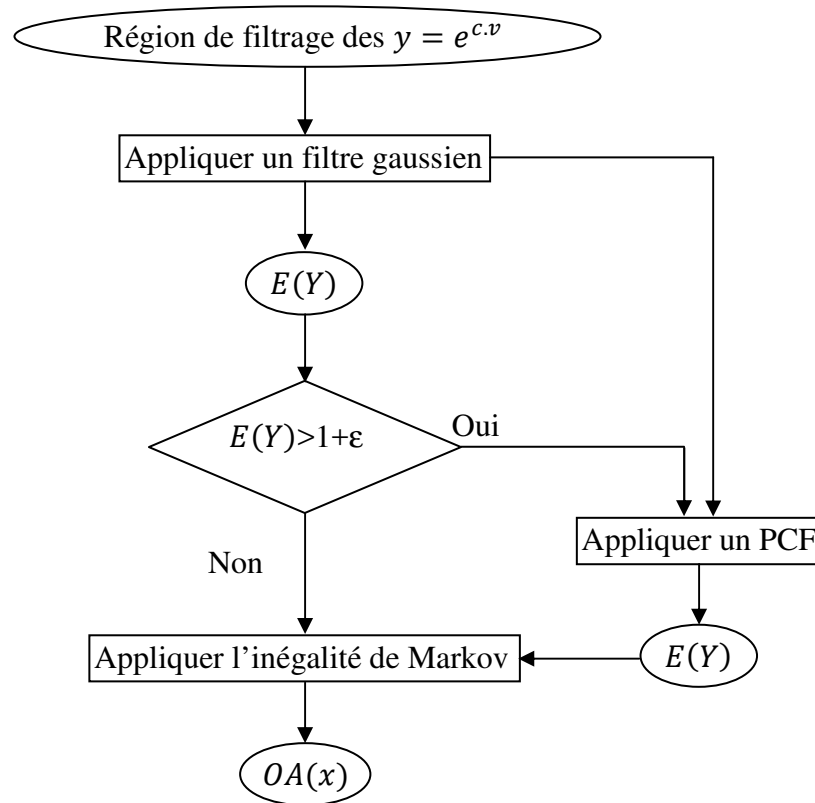 Région de filtrage des y = e^{c.v}
Appliquer un filtre gaussien
E(Y)
E(Y)>1+ε
Oui
Appliquer un PCF
Non
Appliquer l’inégalité de Markov
E(Y)
OA(x)